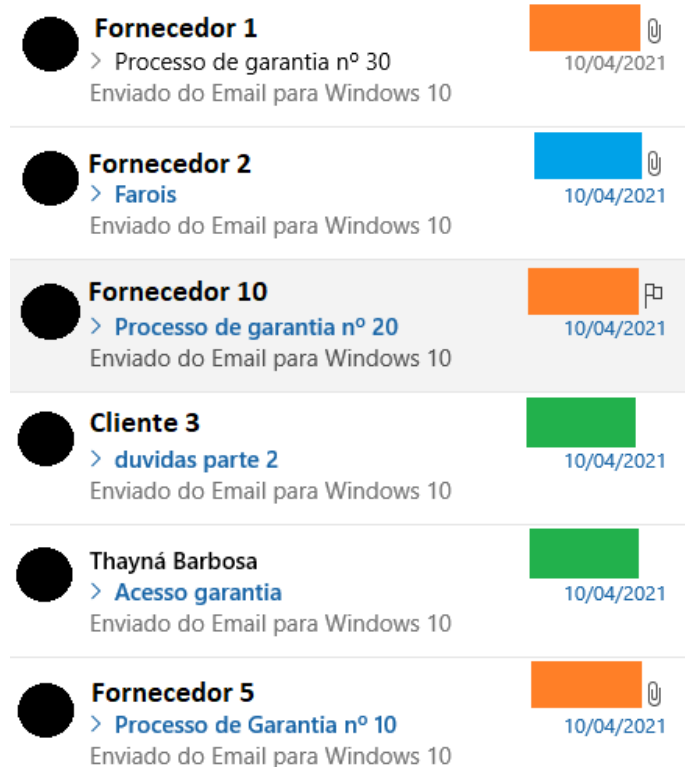 Fornecedor 1
> Processo de garantia nº 30
10/04/2021
Enviado do Email para Windows 10
Fornecedor 2
> Farois
10/04/2021
Enviado do Email para Windows 10
Fornecedor 10
> Processo de garantia nº 20
10/04/2021
Enviado do Email para Windows 10
Cliente 3
> duvidas parte 2
10/04/2021
Enviado do Email para Windows 10
Thayná Barbosa
> Acesso garantia
10/04/2021
Enviado do Email para Windows 10
Fornecedor 5
> Processo de Garantia nº 10
10/04/2021
Enviado do Email para Windows 10